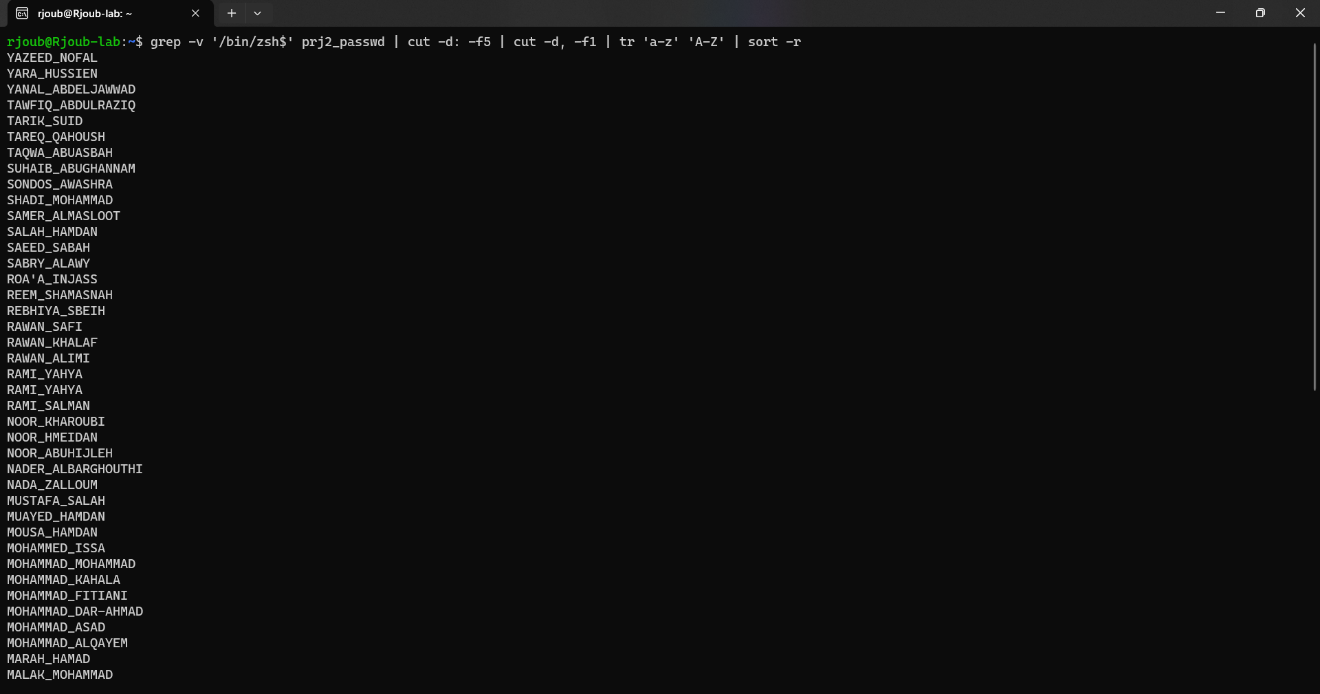 rjoub@Rjoub-lab: ~
rjoub@Rjoub-lab:~$ grep -v '/bin/zsh$' prj2_passwd | cut -d: -f5 | cut -d, -f1 | tr 'a-z' 'A-Z' | sort -r
YAZEED_NOFAL
YARA_HUSSIEN
YANAL_ABDELJAWWAD
TAWFIQ_ABDULRAZIQ
TARIK_SUID
TAREQ_QAHOUSH
TAQWA_ABUASBAH
SUHAIB_ABUGHANNAM
SONDOS_AWASHRA
SHADI_MOHAMMAD
SAMER_ALMASLOOT
SALAH_HAMDAN
SAEED_SABAH
SABRY_ALAWY
ROA'A_INJASS
REEM_SHAMASNAH
REBHIYA_SBEIH
RAWAN_SAFI
RAWAN_KHALAF
RAWAN_ALIMI
RAMI_YAHYA
RAMI_YAHYA
RAMI_SALMAN
NOOR_KHAROUBI
NOOR_HMEIDAN
NOOR_ABUHIJLEH
NADER_ALBARGHOUTHI
NADA_ZALLOUM
MUSTAFA_SALAH
MUAYED_HAMDAN
MOUSA_HAMDAN
MOHAMMED_ISSA
MOHAMMAD_MOHAMMAD
MOHAMMAD_KAHALA
MOHAMMAD_FITIANI
MOHAMMAD_DAR-AHMAD
MOHAMMAD_ASAD
MOHAMMAD_ALQAYEM
MARAH_HAMAD
MALAK_MOHAMMAD